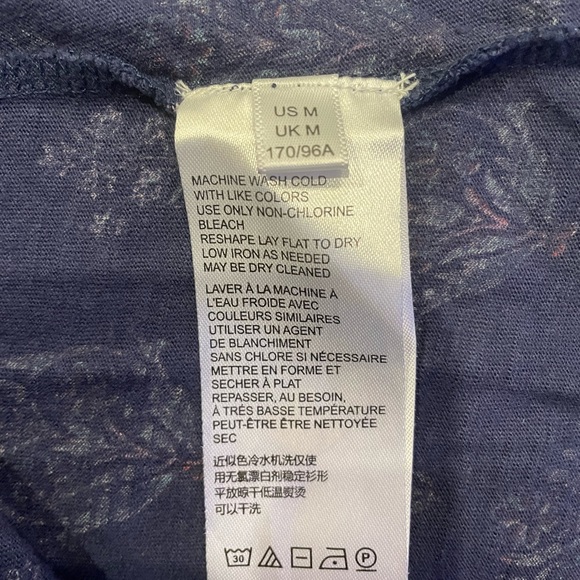 US M
UK M
170/96A
MACHINE WASH COLD
WITH LIKE COLORS
USE ONLY NON-CHLORINE
BLEACH
RESHAPE LAY FLAT TO DRY
LOW IRON AS NEEDED
MAY BE DRY CLEANED
LAVER À LA MACHINE À
L'EAU FROIDE AVEC
COULEURS SIMILAIRES
UTILISER UN AGENT
DE BLANCHIMENT
SANS CHLORE SI NÉCESSAIRE
METTRE EN FORME ET
SECHER À PLAT
REPASSER, AU BESOIN,
À TRÉS BASSE TEMPÉRATURE
PEUT-ÊTRE ÊTRE NETTOYÉE
SEC
近似色冷水机洗仅使
用无氯漂白剂稳定衫形
平放晾干低温熨烫
可以干洗
30 P